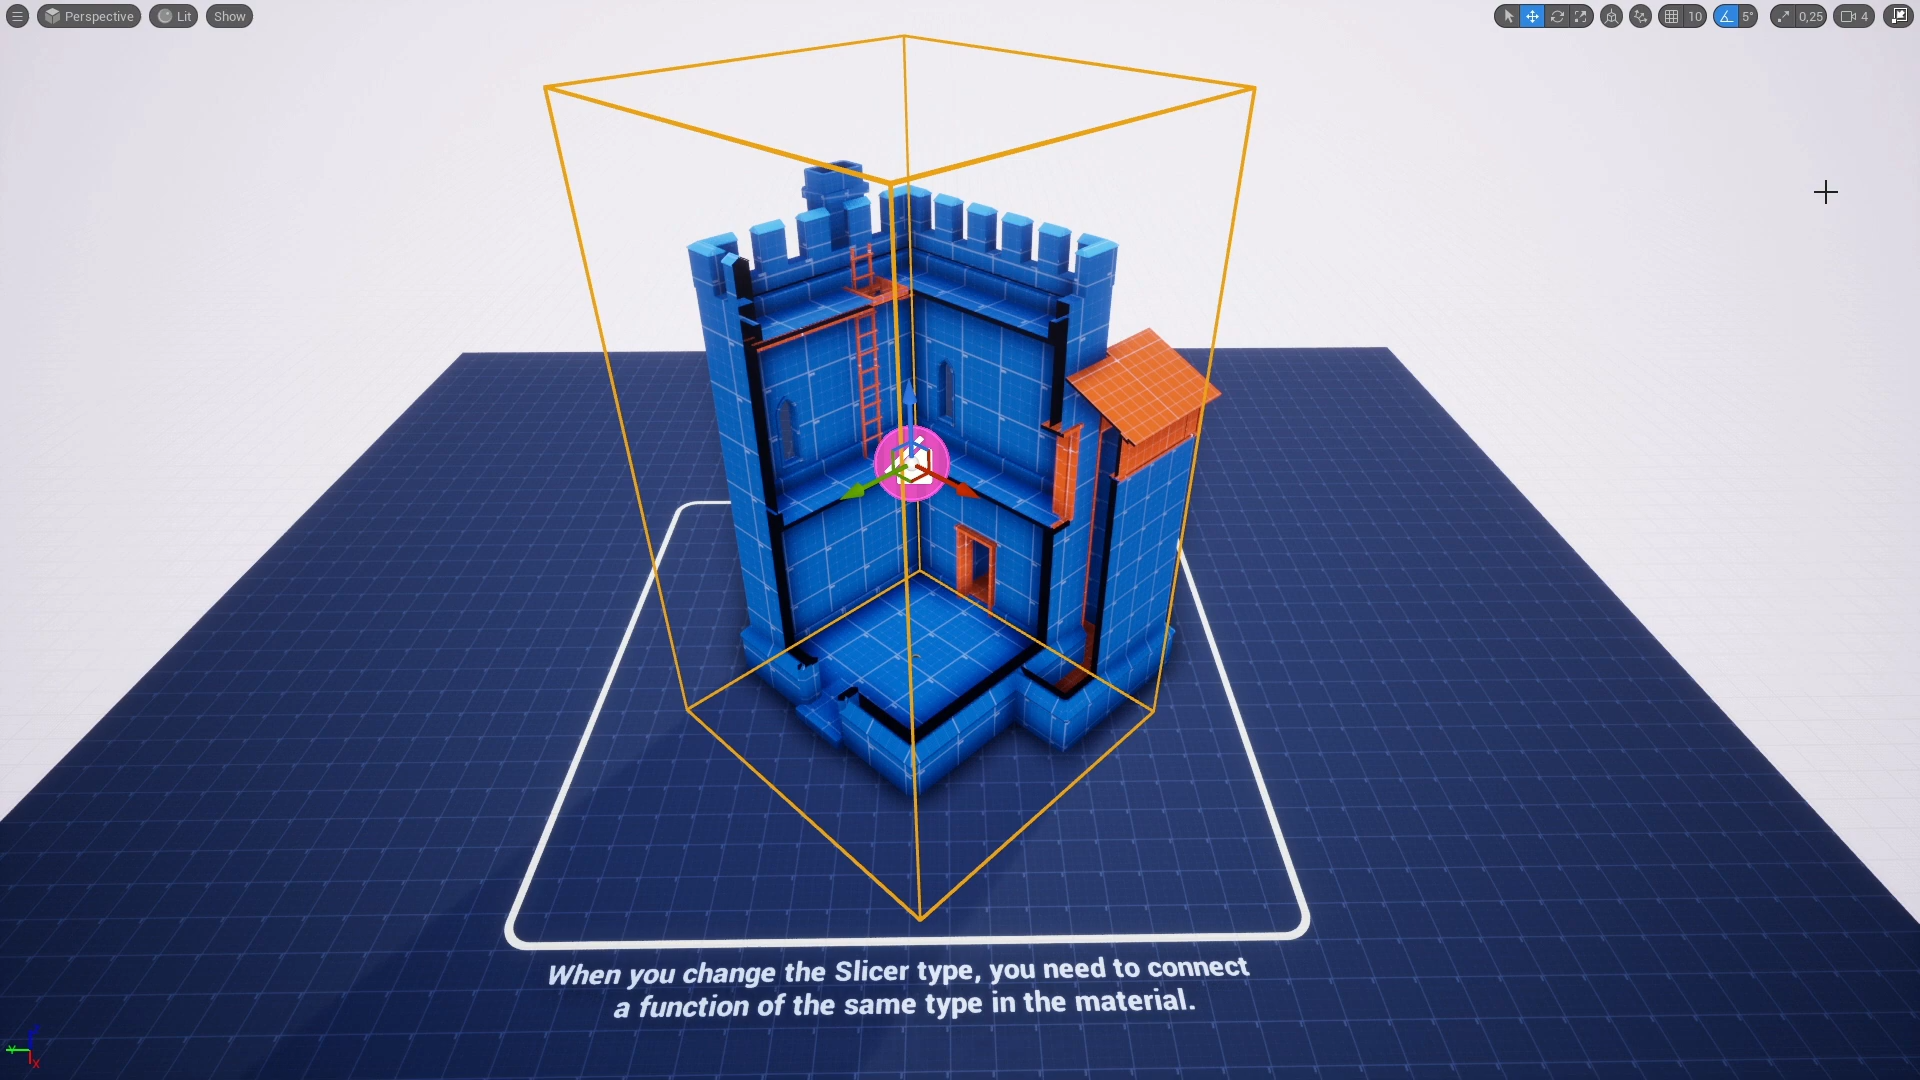 Perspective Lit Show 10 5° 0,25 4
When you change the Slicer type, you need to connect
a function of the same type in the material.
Y X